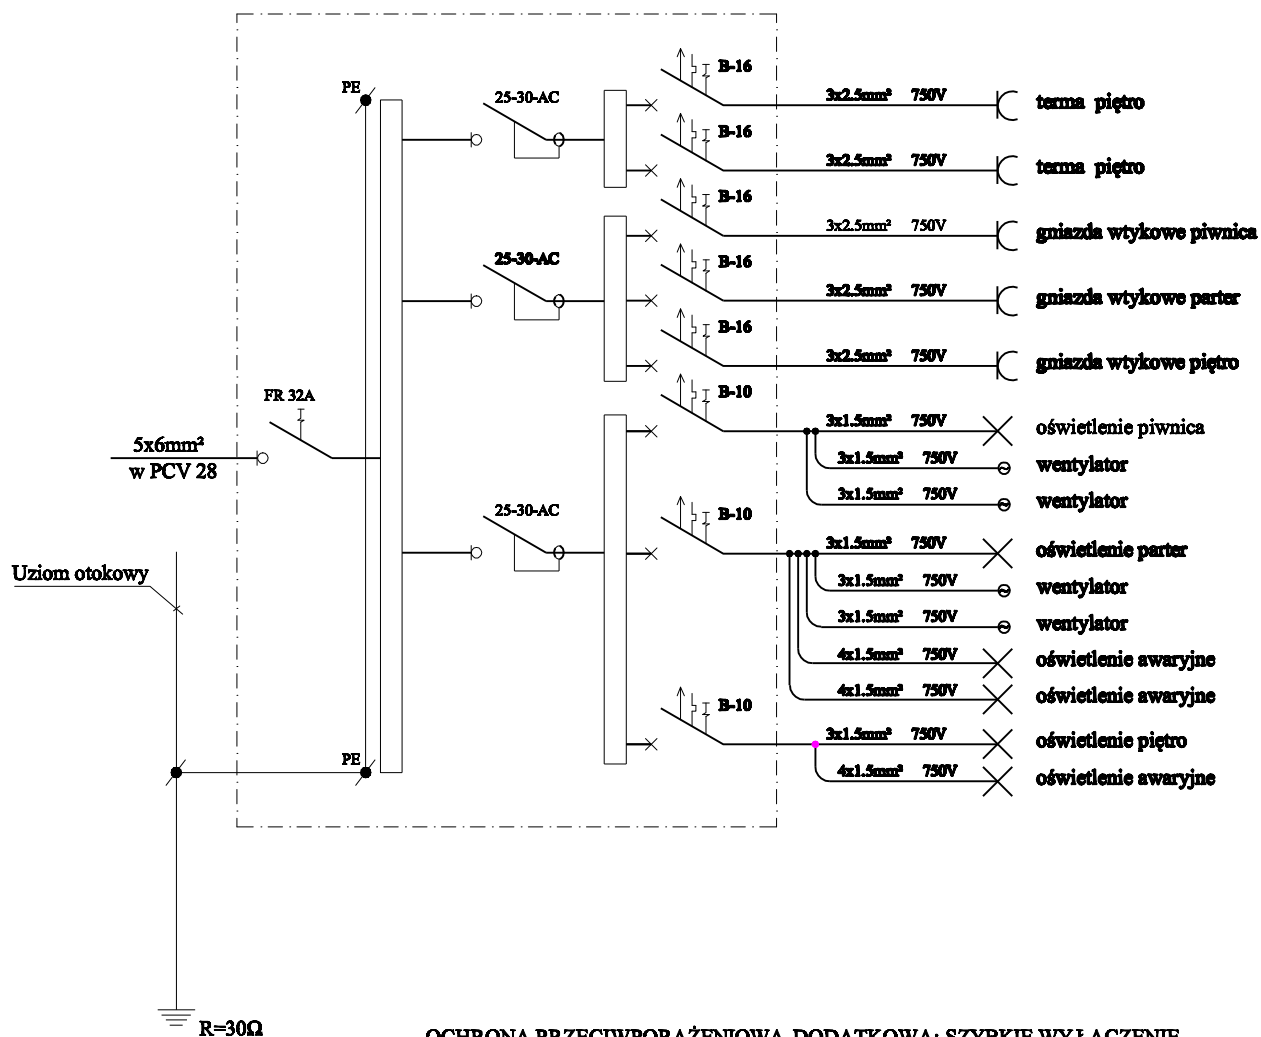 B-16
PE
25-30-AC
3x2.5mm² 750V
terma piętro
B-16
3x2.5mm² 750V
terma piętro
B-16
3x2.5mm² 750V
gniazda wtykowe piwnica
25-30-AC
B-16
3x2.5mm² 750V
gniazda wtykowe parter
B-16
3x2.5mm² 750V
gniazda wtykowe piętro
FR 32A
B-10
3x1.5mm² 750V
oświetlenie piwnica
5x6mm²
w PCV 28
3x1.5mm² 750V
wentylator
3x1.5mm² 750V
wentylator
25-30-AC
B-10
3x1.5mm² 750V
oświetlenie parter
Uziom otokowy
3x1.5mm² 750V
wentylator
3x1.5mm² 750V
wentylator
4x1.5mm² 750V
oświetlenie awaryjne
4x1.5mm² 750V
oświetlenie awaryjne
B-10
3x1.5mm² 750V
oświetlenie piętro
PE
4x1.5mm² 750V
oświetlenie awaryjne
R=30Ω
OCHRONA PRZECIWPORAŻENIOWA DODATKOWA: SZYBKIE WYŁĄCZENIE